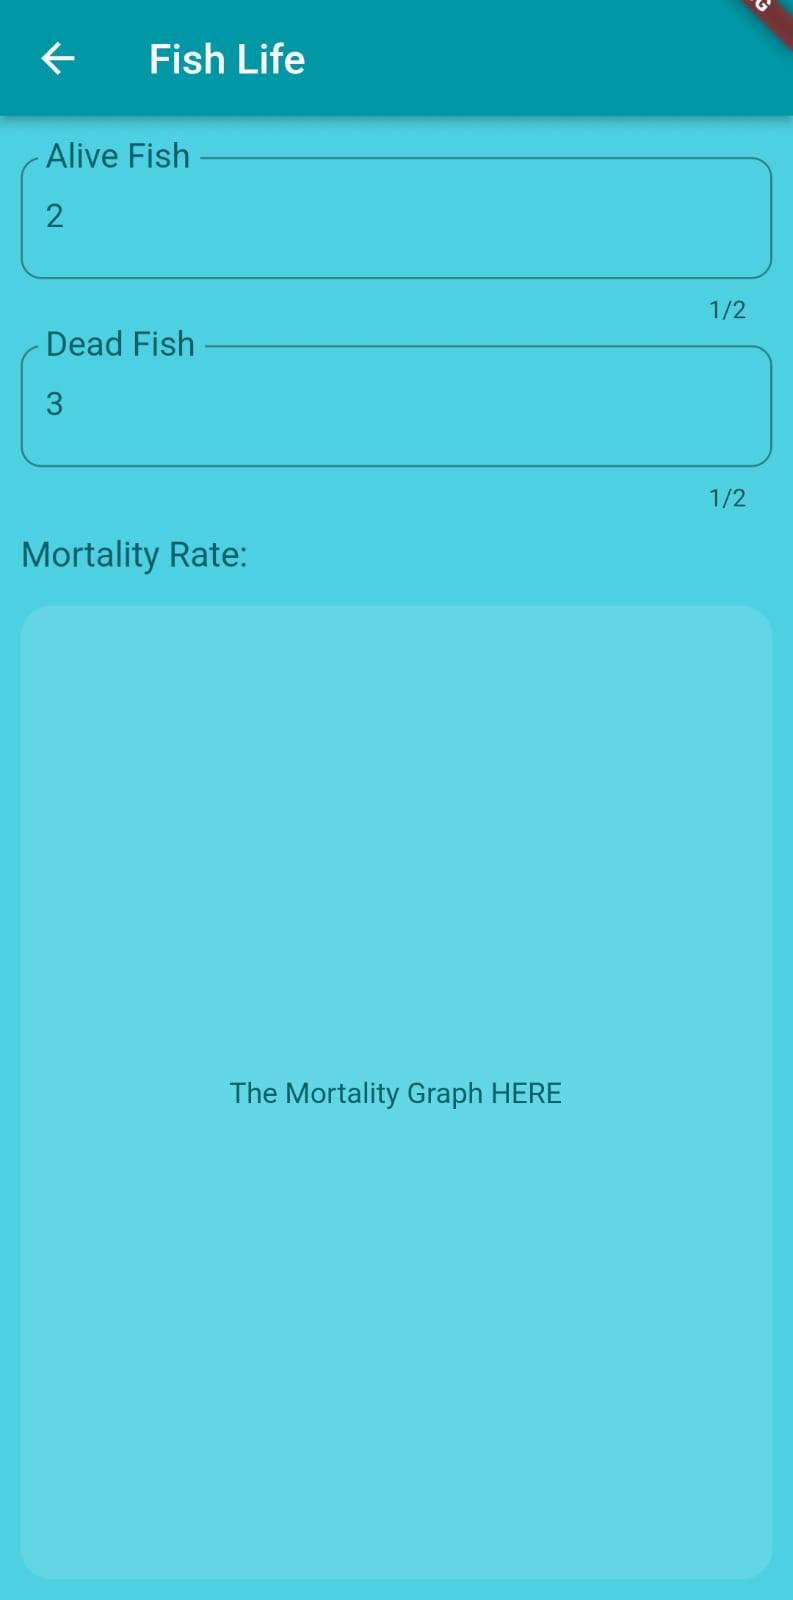 Fish Life
Alive Fish
2
1/2
Dead Fish
3
1/2
Mortality Rate:
The Mortality Graph HERE